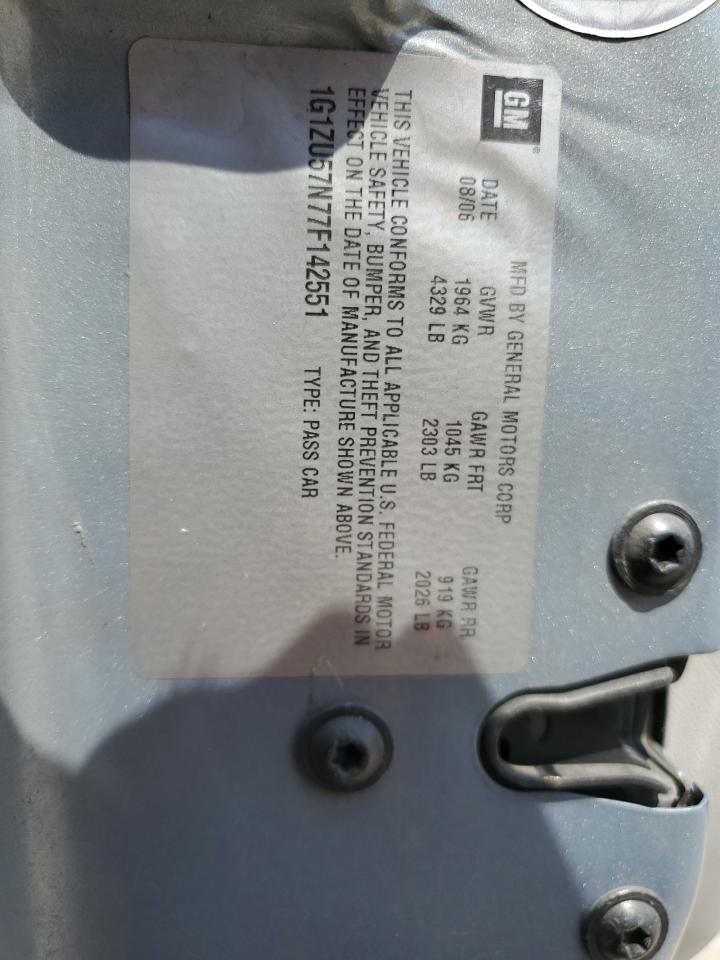 GM®
MFD BY GENERAL MOTORS CORP
DATE GVWR GAWR FRT GAWR RR
08/06 1964 KG 1045 KG 919 KG
4329 LB 2303 LB 2026 LB
THIS VEHICLE CONFORMS TO ALL APPLICABLE U.S. FEDERAL MOTOR
VEHICLE SAFETY, BUMPER, AND THEFT PREVENTION STANDARDS IN
EFFECT ON THE DATE OF MANUFACTURE SHOWN ABOVE.
1G1ZU57N77F142551 TYPE: PASS CAR